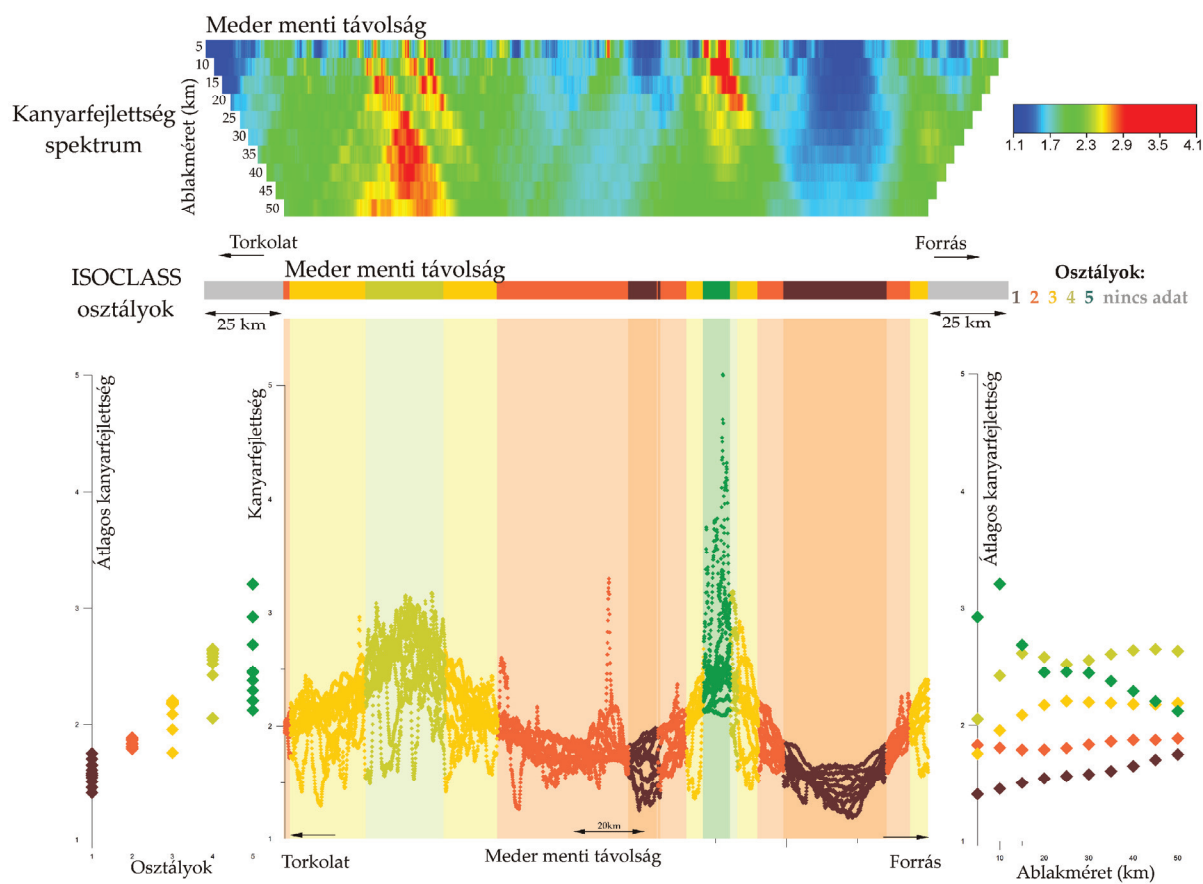 Meder menti távolság
Kanyarfejlettség
spektrum
Ablakméret (km)
5
10
15
20
25
30
35
40
45
50
1.1 1.7 2.3 2.9 3.5 4.1
Torkolat
Forrás
ISOCLASS
osztályok
Meder menti távolság
Osztályok:
1 2 3 4 5 nincs adat
25 km
25 km
Átlagos kanyarfejlettség
5
4
3
2
1
1 2 3 4 5
Osztályok
Kanyarfejlettség
5
4
3
2
1
20km
Torkolat
Meder menti távolság
Forrás
Átlagos kanyarfejlettség
5
4
3
2
1
10 20 30 40 50
Ablakméret (km)